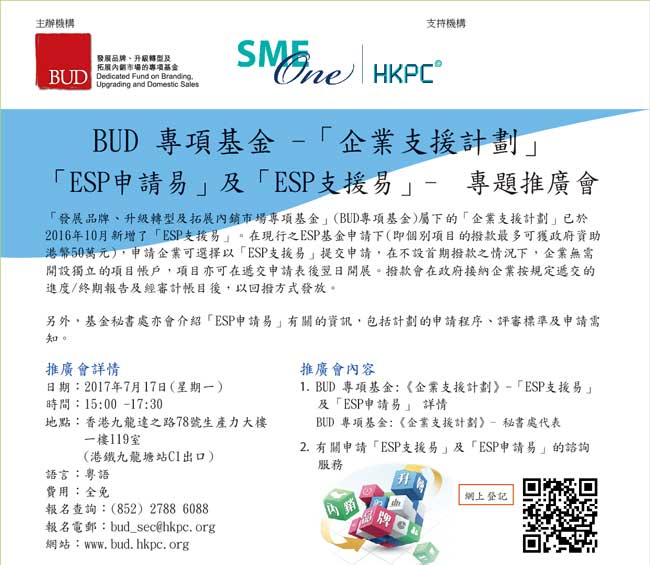 主辦機構
支持機構
BUD
發展品牌、升級轉型及
拓展內銷市場的專項基金
Dedicated Fund on Branding,
Upgrading and Domestic Sales
SME
One
HKPC
BUD 專項基金 –「企業支援計劃」
「ESP申請易」及「ESP支援易」- 專題推廣會
「發展品牌、升級轉型及拓展內銷市場專項基金」(BUD專項基金)屬下的「企業支援計劃」已於
2016年10月新增了「ESP支援易」。在現行之ESP基金申請下(即個別項目的撥款最多可獲政府資助
港幣50萬元)，申請企業可選擇以「ESP支援易」提交申請，在不設首期撥款之情況下，企業無需
開設獨立的項目帳戶，項目亦可在遞交申請表後翌日開展。撥款會在政府接納企業按規定遞交的
進度/終期報告及經審計帳目後，以回撥方式發放。
另外，基金秘書處亦會介紹「ESP申請易」有關的資訊，包括計劃的申請程序、評審標準及申請需
知。
推廣會詳情
日期：2017年7月17日(星期一)
時間：15:00 -17:30
地點：香港九龍達之路78號生產力大樓
一樓119室
(港鐵九龍塘站C1出口)
語言：粵語
費用：全免
報名查詢：(852) 2788 6088
報名電郵：bud_sec@hkpc.org
網站：www.bud.hkpc.org
推廣會內容
1. BUD 專項基金:《企業支援計劃》-「ESP支援易」
及「ESP申請易」 詳情
BUD 專項基金:《企業支援計劃》- 秘書處代表
2. 有關申請「ESP支援易」及「ESP申請易」的諮詢
服務
升轉
內銷
品牌
網上登記